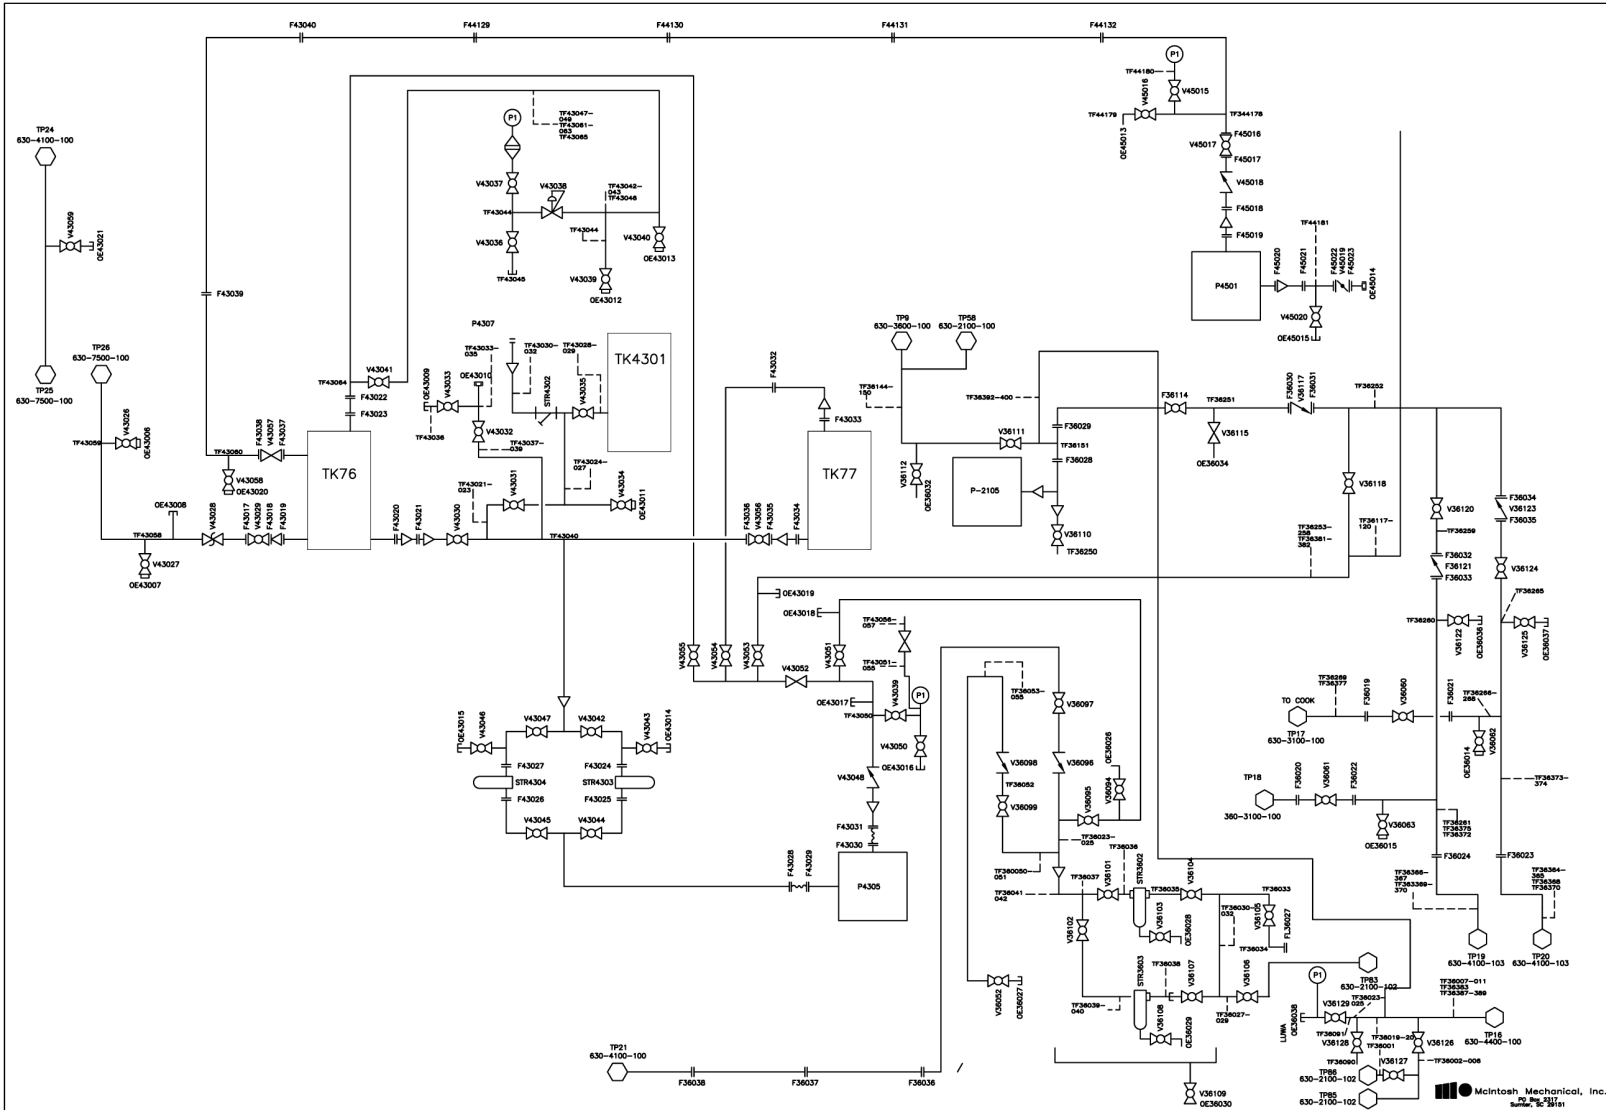 F43040
F44129
F44130
F44131
F44132
P1
TF44180
V45016
V45015
TF44179
OE45013
TF344178
F45016
V45017
F45017
V45018
F45018
F45019
P4501
F45020
F45021
TF44181
F45022
V45019
F45023
OE45014
V45020
OE45015
TP24
630-4100-100
V43059
OE43021
F43039
TP25
630-7500-100
TP26
630-7500-100
V43026
OE43006
TF43059
P1
TF43047-
049
TF43061-
063
TF43065
V43037
V43038
TF43042-
043
TF43046
TF43044
TF43044
V43036
TF43045
V43039
OE43012
V43040
OE43013
P4307
TF43033-
035
TF43030-
032
TF43028-
029
TK4301
OE43009
V43033
OE43010
STR4302
V43035
TF43036
V43032
TF43037-
039
TF43064
V43041
F43022
F43023
F43038
V43057
F43037
TF43060
V43058
OE43020
TK76
TF43024-
027
TF43021-
023
V43031
V43034
OE43011
OE43008
TF43058
V43027
OE43007
V43028
F43017
V43029
F43018
F43019
F43020
F43021
V43030
TF43040
F43032
F43033
TK77
F43036
V43056
F43035
F43034
TP9
630-3600-100
TP58
630-2100-100
TF36144-
150
TF36392-400
V36111
V36112
OE36032
F36029
TF36151
F36028
P-2105
V36110
TF36250
F36114
TF36251
V36115
OE36034
F36030
V36117
F36031
TF36252
V36118
TF36253-
258
TF36381-
382
TF36117-
120
V36120
TF36259
F36032
F36121
F36033
F36034
V36123
F36035
V36124
TF36265
TF36260
V36122
OE36036
V36125
OE36037
OE43019
OE43018
TF43056-
057
TF43051-
055
V43055
V43054
V43053
V43052
V43051
OE43017
TF43050
V43039
P1
V43050
OE43016
V43048
F43031
F43030
P4305
F43028
F43029
OE43015
V43046
V43047
V43042
V43043
OE43014
F43027
F43024
STR4304
STR4303
F43026
F43025
V43045
V43044
TF36053-
055
V36097
V36098
V36096
TF36052
V36099
OE36026
V36095
V36094
TF36023-
025
TF360050-
051
TF36041
042
TF36037
V36101
TF36036
STR3602
TF36035
V36104
TF36033
V36102
V36103
OE36028
TF36030-
032
V36105
TF36034
FL36027
STR3603
TF36038
V36107
V36106
TF36039-
040
V36108
OE36029
TF36027-
029
V36052
OE36027
V36109
OE36030
TP21
630-4100-100
F36038
F36037
F36036
TO COOK
TP17
630-3100-100
TF36269
TF36377
F36019
V36060
F36021
TF36266-
268
OE36014
V36062
TP18
360-3100-100
F36020
V36061
F36022
V36063
OE36015
TF36373-
374
TF36261
TF36375
TF36372
F36024
F36023
TF36366-
367
TF363369-
370
TF36364-
365
TF36368
TF36370
TP19
630-4100-103
TP20
630-4100-103
TP83
630-2100-102
TF36023-
025
TF36007-011
TF36383
TF36387-389
P1
V36129
LUWA
OE36038
TF36091
V36128
TF36019-20
TF36001
TF36090
V36127
V36126
TF36002-006
TP16
630-4400-100
TP86
630-2100-102
TP85
630-2100-102
McIntosh Mechanical, Inc.
PO Box 2317
Sumter, SC 29151